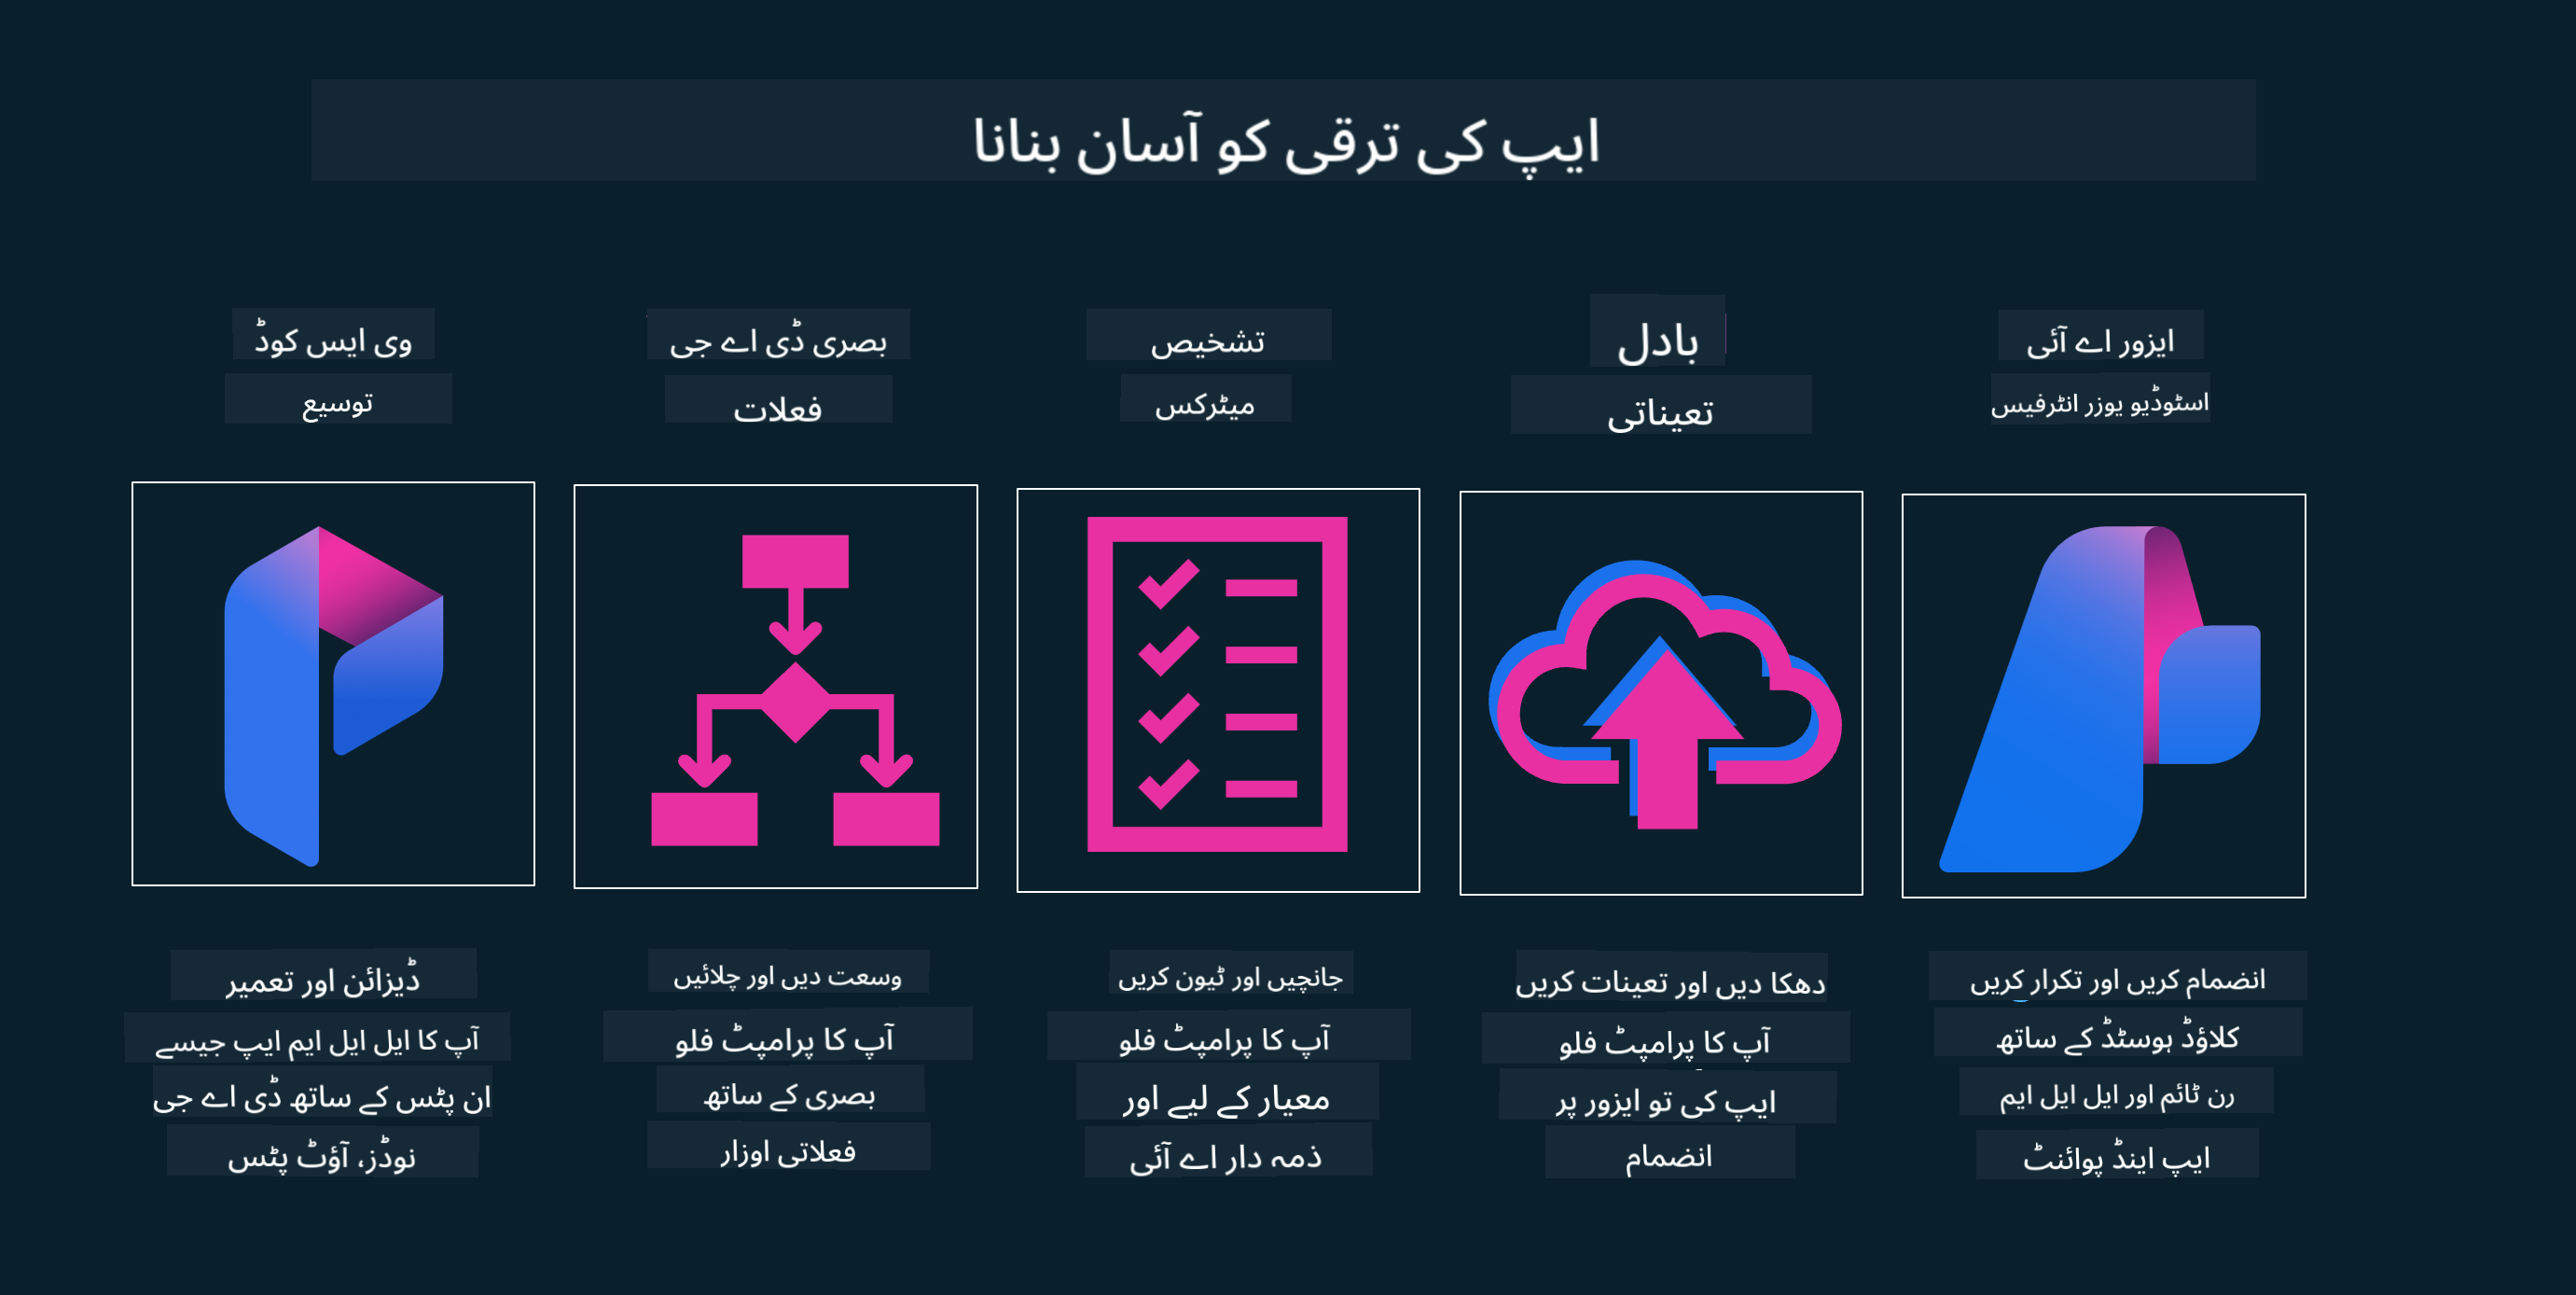 ایپ کی ترقی کو آسان بنانا
وی ایس کوڈ
توسیع
ڈیزائن اور تعمیر
آپ کا ایل ایل ایم ایپ جیسے
ان پٹس کے ساتھ ڈی اے جی
نوڈز، آؤٹ پٹس
بصری ڈی اے جی
فعلات
وسعت دیں اور چلائیں
آپ کا پرامپٹ فلو
بصری کے ساتھ
فعلاتی اوزار
تشخیص
میٹرکس
جانچیں اور ٹیون کریں
آپ کا پرامپٹ فلو
معیار کے لیے اور
ذمہ دار اے آئی
بادل
تعیناتی
دھکا دیں اور تعینات کریں
آپ کا پرامپٹ فلو
ایپ کی تو ایزور پر
انضمام
ایزور اے آئی
اسٹوڈیو یوزر انٹرفیس
انضمام کریں اور تکرار کریں
کلاؤڈ ہوسٹڈ کے ساتھ
رن ٹائم اور ایل ایل ایم
ایپ اینڈ پوائنٹ